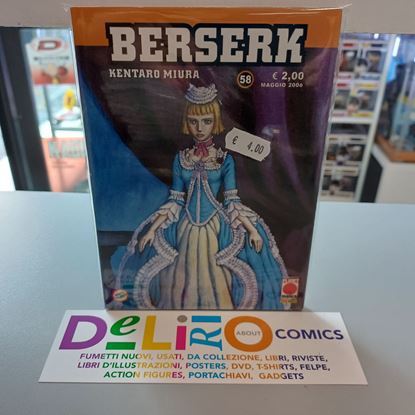 BERSERK
KENTARO MIURA
58
€ 2,00
MAGGIO 2006
€ 4,00
DeLiRiO ABOUT COMICS
FUMETTI NUOVI, USATI, DA COLLEZIONE, LIBRI, RIVISTE,
LIBRI D'ILLUSTRAZIONI, POSTERS, DVD, T-SHIRTS, FELPE,
ACTION FIGURES, PORTACHIAVI, GADGETS